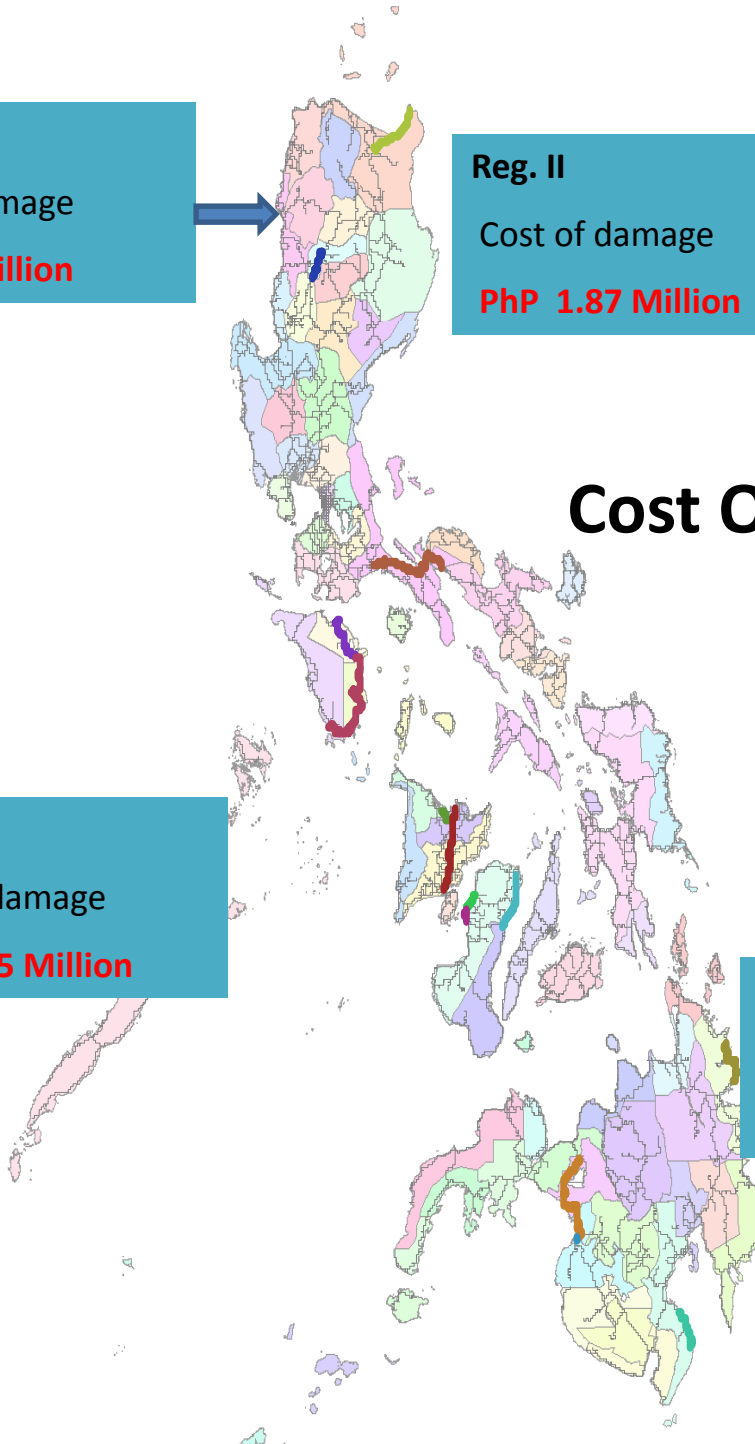 mage
illion
Reg. II
Cost of damage
PhP 1.87 Million
Cost O
damage
5 Million